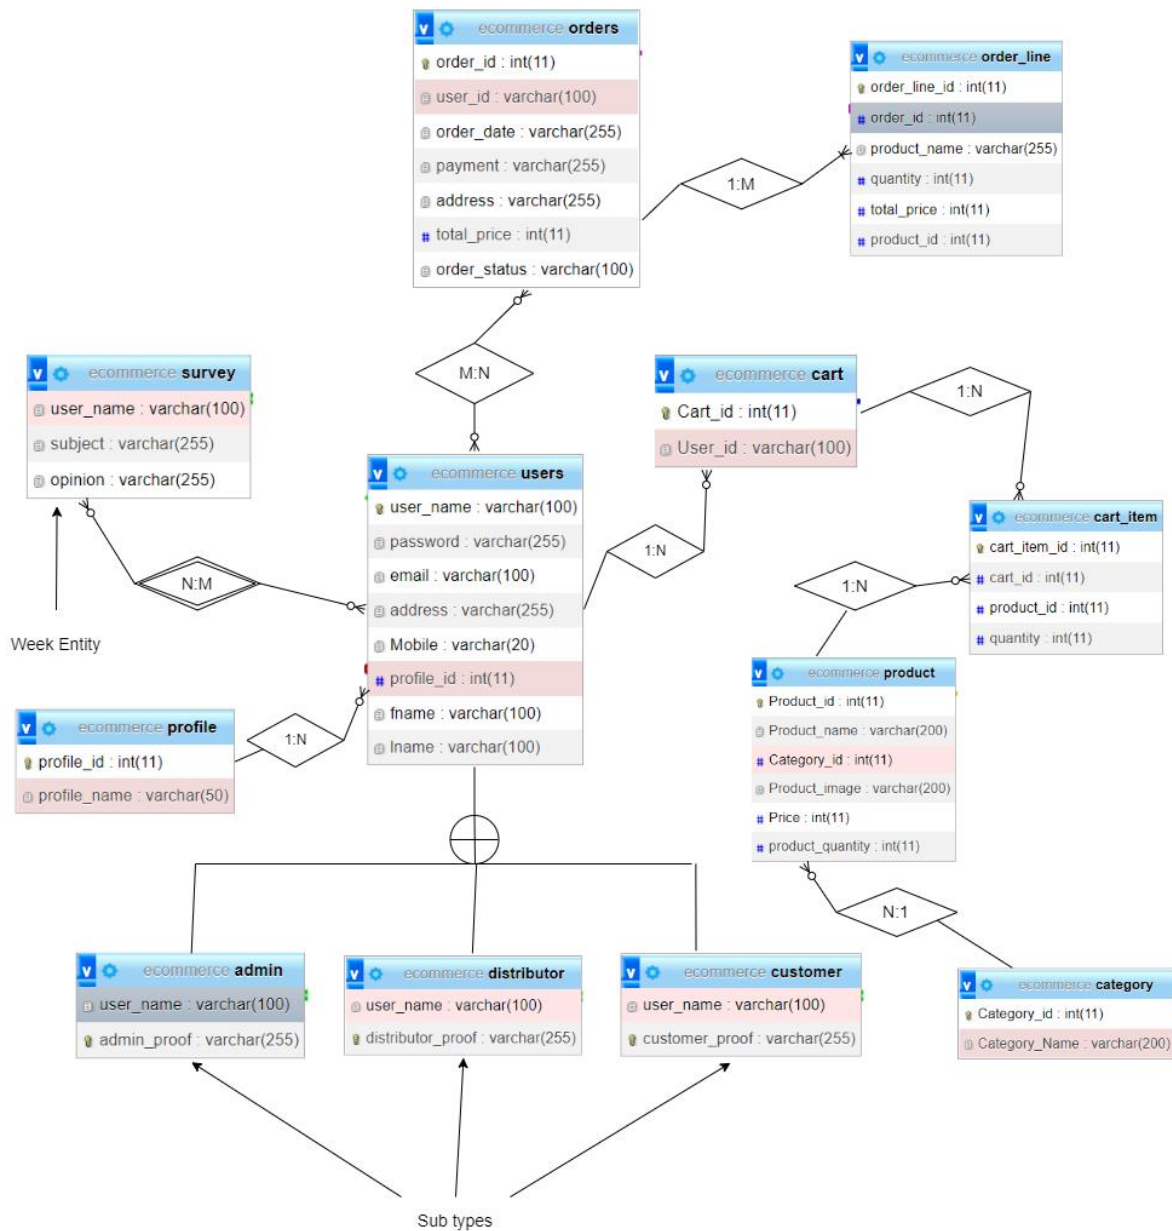 ecommerce orders
order_id : int(11)
user_id : varchar(100)
order_date : varchar(255)
payment : varchar(255)
address : varchar(255)
# total_price : int(11)
order_status : varchar(100)
ecommerce order_line
order_line_id : int(11)
# order_id : int(11)
product_name : varchar(255)
# quantity : int(11)
# total_price : int(11)
# product_id : int(11)
1:M
M:N
ecommerce survey
user_name : varchar(100)
subject : varchar(255)
opinion : varchar(255)
ecommerce cart
Cart_id : int(11)
User_id : varchar(100)
1:N
ecommerce users
user_name : varchar(100)
password : varchar(255)
email : varchar(100)
address : varchar(255)
Mobile : varchar(20)
# profile_id : int(11)
fname : varchar(100)
lname : varchar(100)
1:N
ecommerce cart_item
cart_item_id : int(11)
# cart_id : int(11)
# product_id : int(11)
# quantity : int(11)
N:M
1:N
Week Entity
ecommerce product
Product_id : int(11)
Product_name : varchar(200)
# Category_id : int(11)
Product_image : varchar(200)
# Price : int(11)
# product_quantity : int(11)
ecommerce profile
profile_id : int(11)
profile_name : varchar(50)
1:N
N:1
ecommerce admin
user_name : varchar(100)
admin_proof : varchar(255)
ecommerce distributor
user_name : varchar(100)
distributor_proof : varchar(255)
ecommerce customer
user_name : varchar(100)
customer_proof : varchar(255)
ecommerce category
Category_id : int(11)
Category_Name : varchar(200)
Sub types